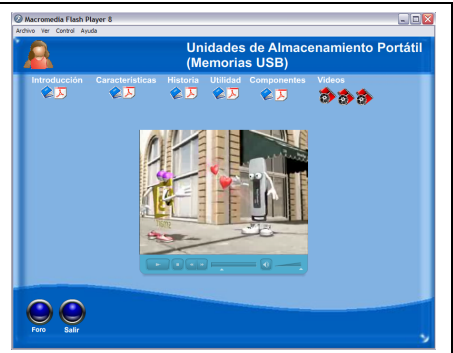 Macromedia Flash Player 8
Archivo Ver Control Ayuda
Unidades de Almacenamiento Portátil
(Memorias USB)
Introducción Características Historia Utilidad Componentes Videos
Foro Salir